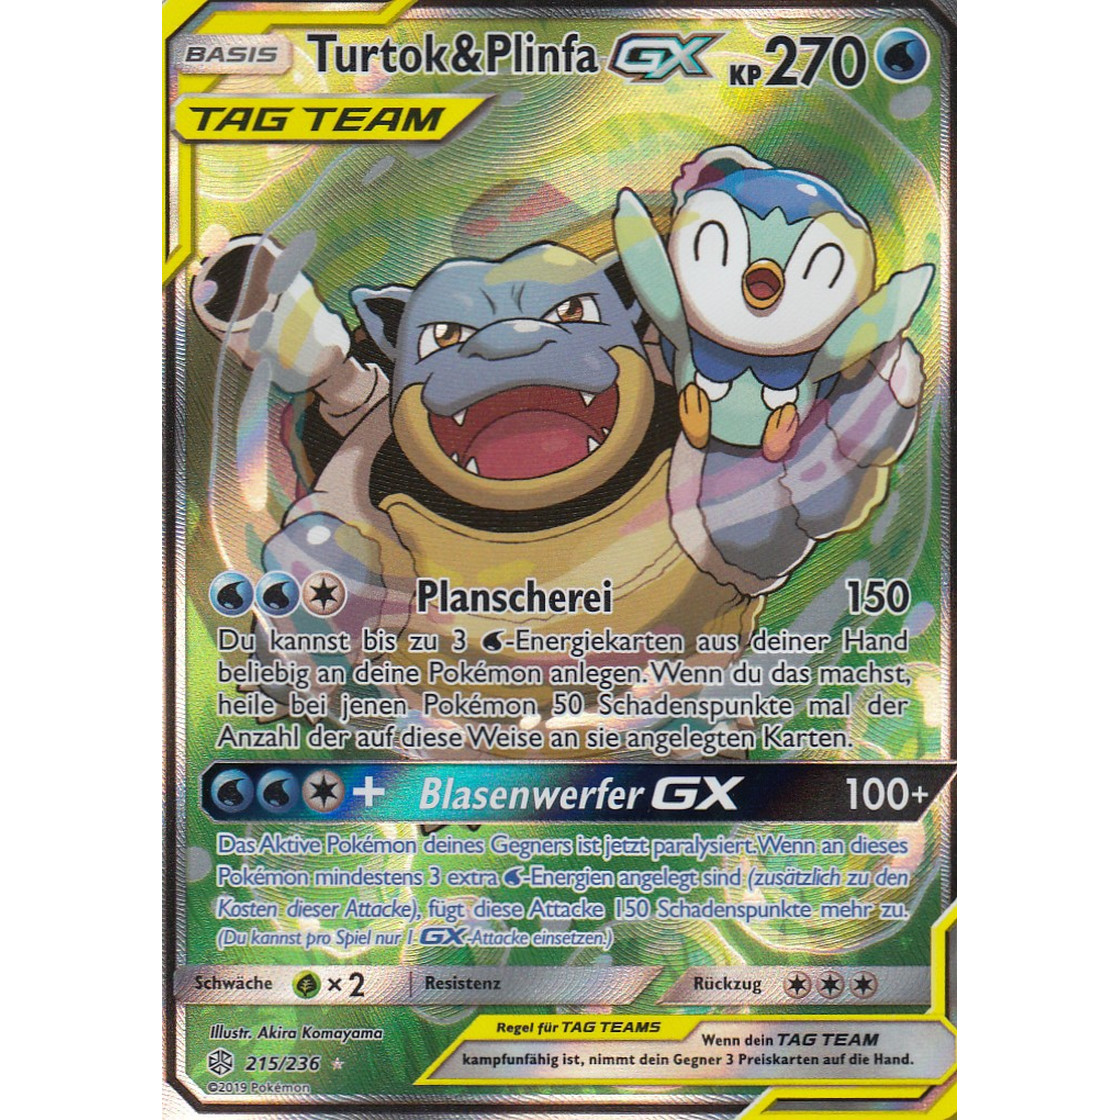 BASIS Turtok&Plinfa GX KP 270
TAG TEAM
Planscherei 150
Du kannst bis zu 3 -Energiekarten aus deiner Hand
beliebig an deine Pokémon anlegen. Wenn du das machst,
heile bei jenen Pokémon 50 Schadenspunkte mal der
Anzahl der auf diese Weise an sie angelegten Karten.
+ Blasenwerfer GX 100+
Das Aktive Pokémon deines Gegners ist jetzt paralysiert. Wenn an dieses
Pokémon mindestens 3 extra -Energien angelegt sind (zusätzlich zu den
Kosten dieser Attacke), fügt diese Attacke 150 Schadenspunkte mehr zu.
(Du kannst pro Spiel nur 1 GX-Attacke einsetzen.)
Schwäche ×2 Resistenz Rückzug
Illustr. Akira Komayama
215/236
©2019 Pokémon
Regel für TAG TEAMS
Wenn dein TAG TEAM
kampfunfähig ist, nimmt dein Gegner 3 Preiskarten auf die Hand.